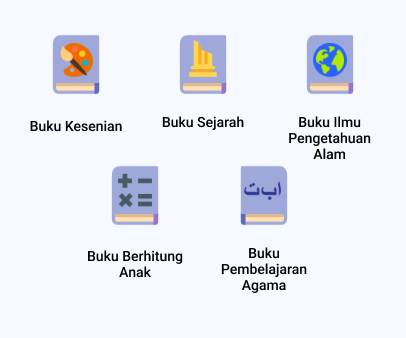 Buku Kesenian
Buku Sejarah
Buku Ilmu
Pengetahuan
Alam
ابت
Buku Berhitung
Anak
Buku
Pembelajaran
Agama